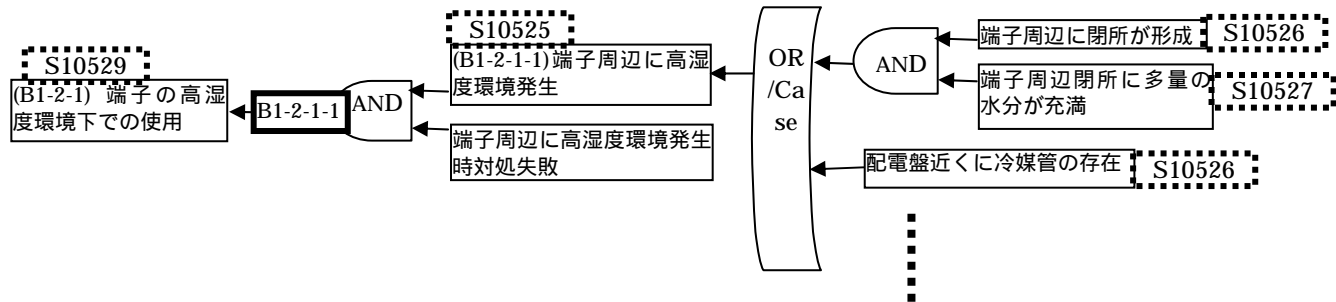 S10529
(B1-2-1) 端子の高湿
度環境下での使用
B1-2-1-1
AND
S10525
(B1-2-1-1)端子周辺に高湿
度環境発生
端子周辺に高湿度環境発生
時対処失敗
OR
/Ca
se
AND
端子周辺に閉所が形成
S10526
端子周辺閉所に多量の
水分が充満
S10527
配電盤近くに冷媒管の存在
S10526